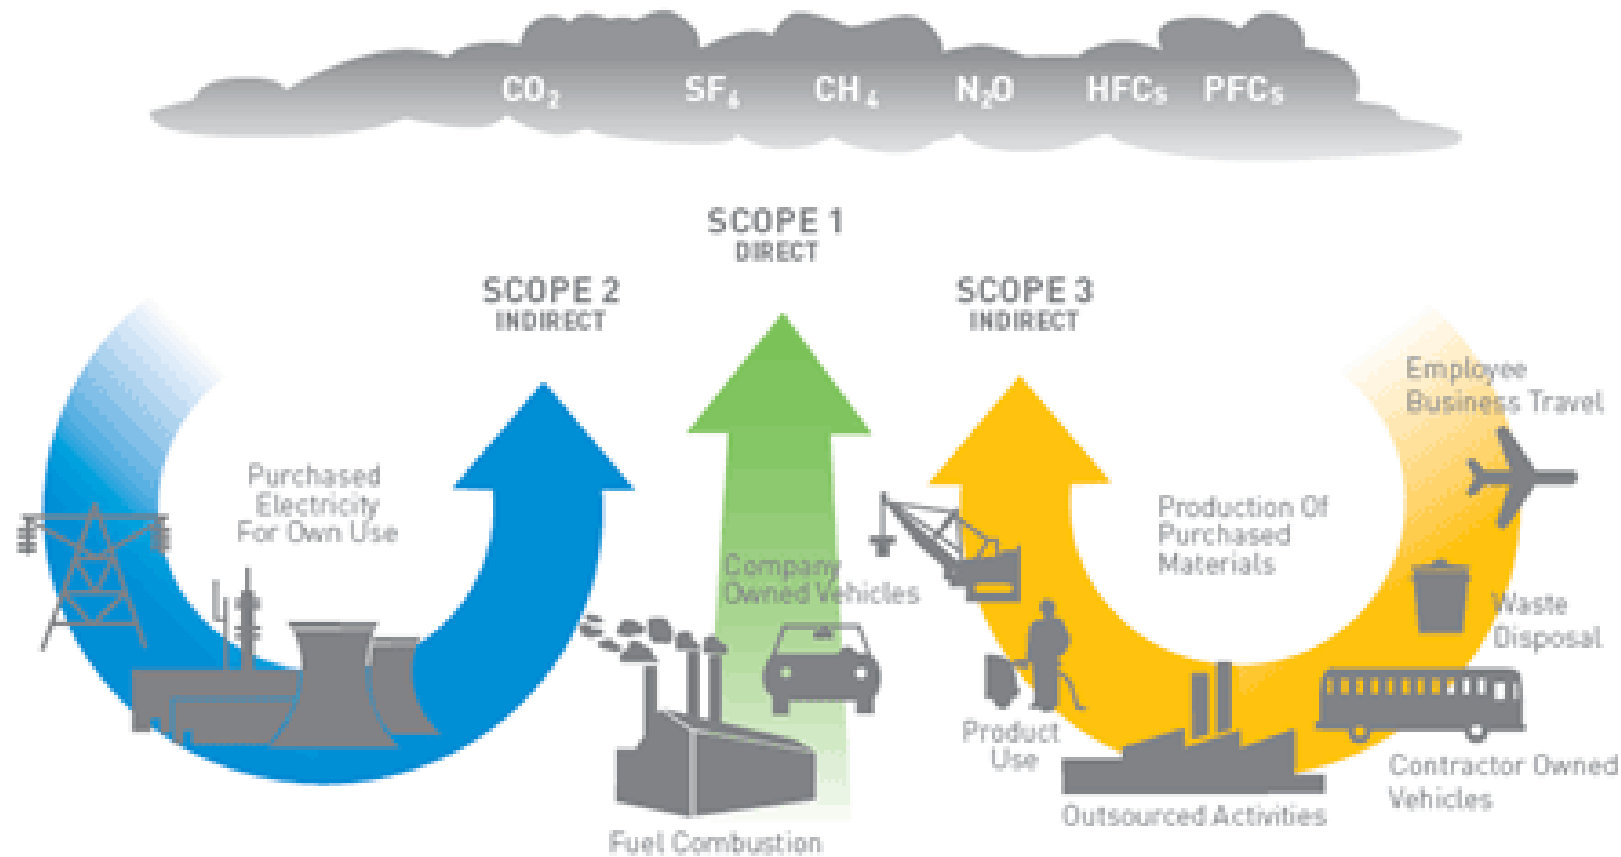 CO₂ SF₆ CH₄ N₂O HFCs PFCs
SCOPE 1
DIRECT
SCOPE 2
INDIRECT
SCOPE 3
INDIRECT
Purchased
Electricity
For Own Use
Company
Owned Vehicles
Fuel Combustion
Production Of
Purchased
Materials
Employee
Business Travel
Waste
Disposal
Contractor Owned
Vehicles
Product
Use
Outsourced Activities